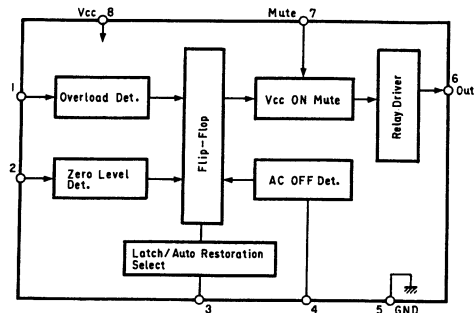 Vcc 8
Mute 7
1
Overload Det.
Flip-Flop
Vcc ON Mute
Relay Driver
6
Out
2
Zero Level
Det.
AC OFF Det.
Latch/Auto Restoration
Select
3
4
5
GND